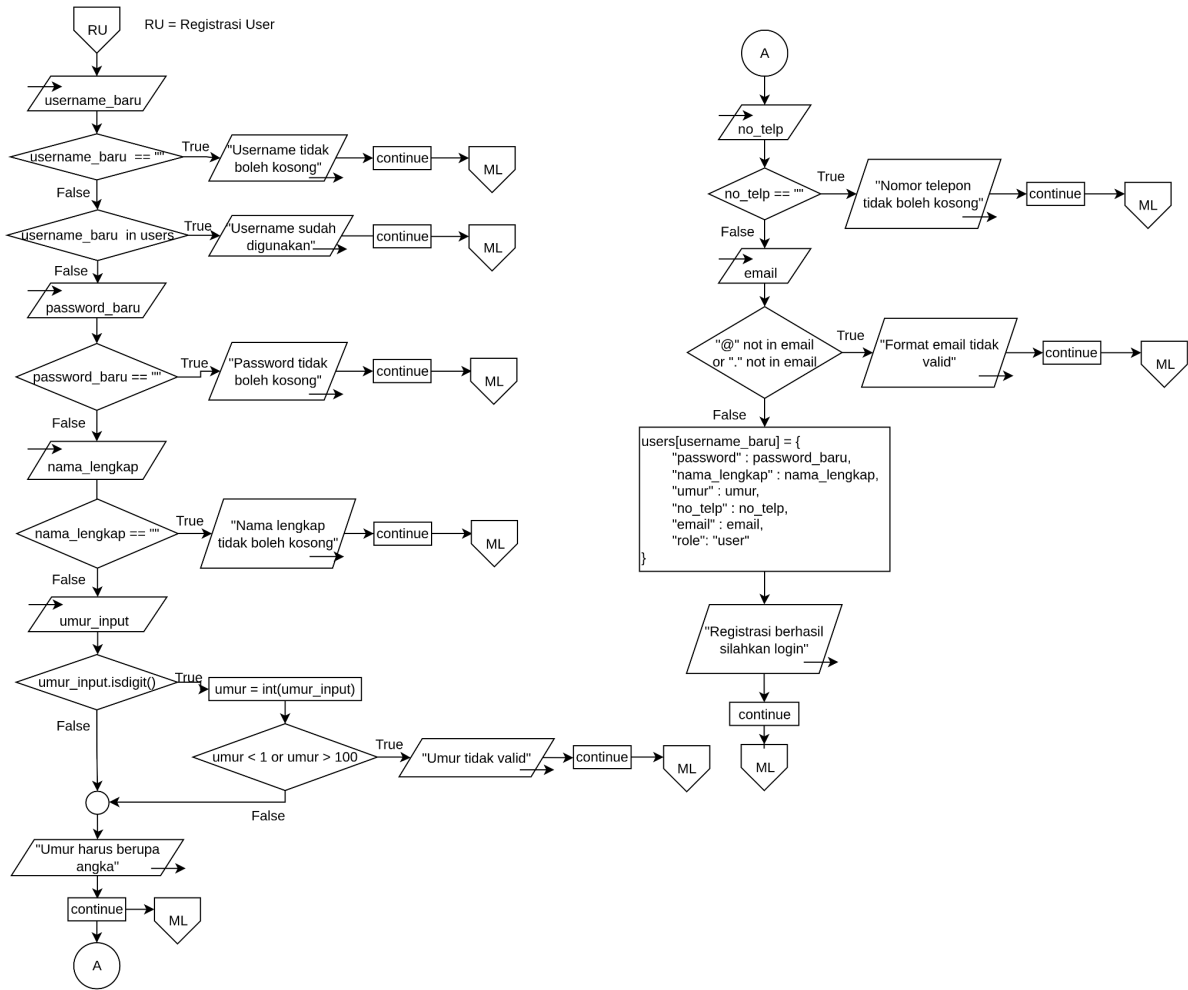 RU
RU = Registrasi User
username_baru
username_baru == ""
True
"Username tidak
boleh kosong"
continue
ML
False
username_baru in users
True
"Username sudah
digunakan"
continue
ML
False
password_baru
password_baru == ""
True
"Password tidak
boleh kosong"
continue
ML
False
nama_lengkap
nama_lengkap == ""
True
"Nama lengkap
tidak boleh kosong"
continue
ML
False
umur_input
umur_input.isdigit()
True
umur = int(umur_input)
False
umur < 1 or umur > 100
True
"Umur tidak valid"
continue
ML
False
"Umur harus berupa
angka"
continue
ML
A
A
no_telp
no_telp == ""
True
"Nomor telepon
tidak boleh kosong"
continue
ML
False
email
"@" not in email
or "." not in email
True
"Format email tidak
valid"
continue
ML
False
users[username_baru] = {
"password" : password_baru,
"nama_lengkap" : nama_lengkap,
"umur" : umur,
"no_telp" : no_telp,
"email" : email,
"role": "user"
}
"Registrasi berhasil
silahkan login"
continue
ML